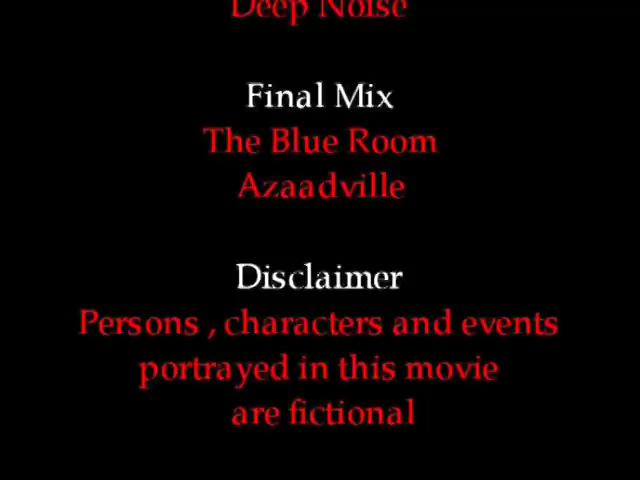 Deep Noise
Final Mix
The Blue Room
Azaadville
Disclaimer
Persons , characters and events
portrayed in this movie
are fictional